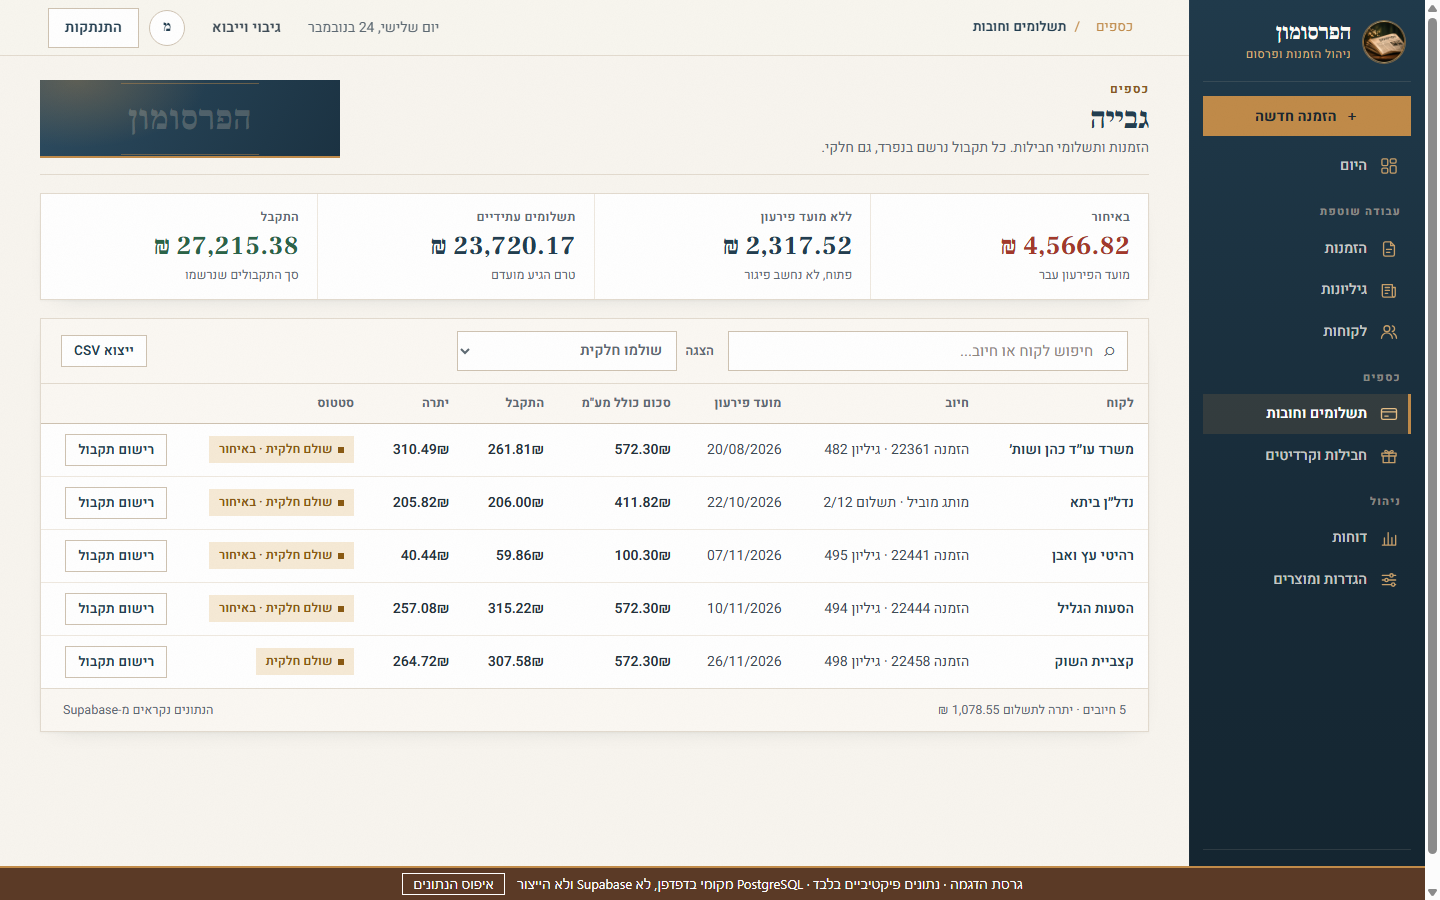 הפרסומון
ניהול הזמנות ופרסום
+ הזמנה חדשה
היום
עבודה שוטפת
הזמנות
גיליונות
לקוחות
כספים
תשלומים וחובות
חבילות וקרדיטים
ניהול
דוחות
הגדרות ומוצרים
כספים / תשלומים וחובות
יום שלישי, 24 בנובמבר
גיבוי וייבוא
מ
התנתקות
כספים
גבייה
הזמנות ותשלומי חבילות. כל תקבול נרשם בנפרד, גם חלקי.
הפרסומון
באיחור
4,566.82 ₪
מועד הפירעון עבר
ללא מועד פירעון
2,317.52 ₪
פתוח, לא נחשב פיגור
תשלומים עתידיים
23,720.17 ₪
טרם הגיע מועדם
התקבל
27,215.38 ₪
סך התקבולים שנרשמו
חיפוש לקוח או חיוב...
הצגה
שולמו חלקית
ייצוא CSV
לקוח חיוב מועד פירעון סכום כולל מע"מ התקבל יתרה סטטוס
משרד עו״ד כהן ושות׳ הזמנה 22361 · גיליון 482 20/08/2026 ₪572.30 ₪261.81 ₪310.49 שולם חלקית · באיחור רישום תקבול
נדל״ן ביתא מותג מוביל · תשלום 2/12 22/10/2026 ₪411.82 ₪206.00 ₪205.82 שולם חלקית · באיחור רישום תקבול
רהיטי עץ ואבן הזמנה 22441 · גיליון 495 07/11/2026 ₪100.30 ₪59.86 ₪40.44 שולם חלקית · באיחור רישום תקבול
הסעות הגליל הזמנה 22444 · גיליון 494 10/11/2026 ₪572.30 ₪315.22 ₪257.08 שולם חלקית · באיחור רישום תקבול
קצביית השוק הזמנה 22458 · גיליון 498 26/11/2026 ₪572.30 ₪307.58 ₪264.72 שולם חלקית רישום תקבול
5 חיובים · יתרה לתשלום 1,078.55 ₪
הנתונים נקראים מ-Supabase
גרסת הדגמה · נתונים פיקטיביים בלבד · PostgreSQL מקומי בדפדפן, לא Supabase ולא הייצור
איפוס הנתונים